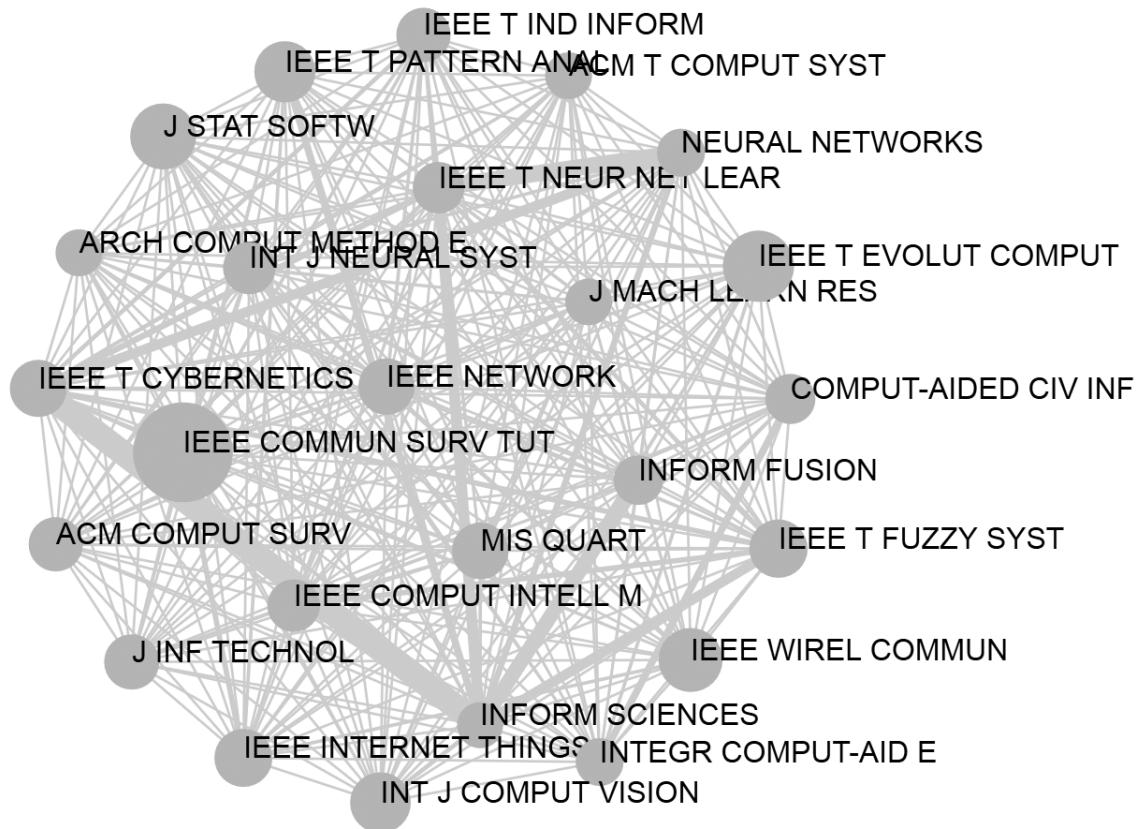 IEEE T IND INFORM
IEEE T PATTERN ANAL
ACM T COMPUT SYST
J STAT SOFTW
NEURAL NETWORKS
IEEE T NEUR NET LEAR
ARCH COMPUT METHOD E
INT J NEURAL SYST
IEEE T EVOLUT COMPUT
J MACH LEARN RES
IEEE T CYBERNETICS
IEEE NETWORK
COMPUT-AIDED CIV INF
IEEE COMMUN SURV TUT
INFORM FUSION
ACM COMPUT SURV
MIS QUART
IEEE T FUZZY SYST
IEEE COMPUT INTELL M
J INF TECHNOL
IEEE WIREL COMMUN
INFORM SCIENCES
IEEE INTERNET THINGS
INTEGR COMPUT-AID E
INT J COMPUT VISION